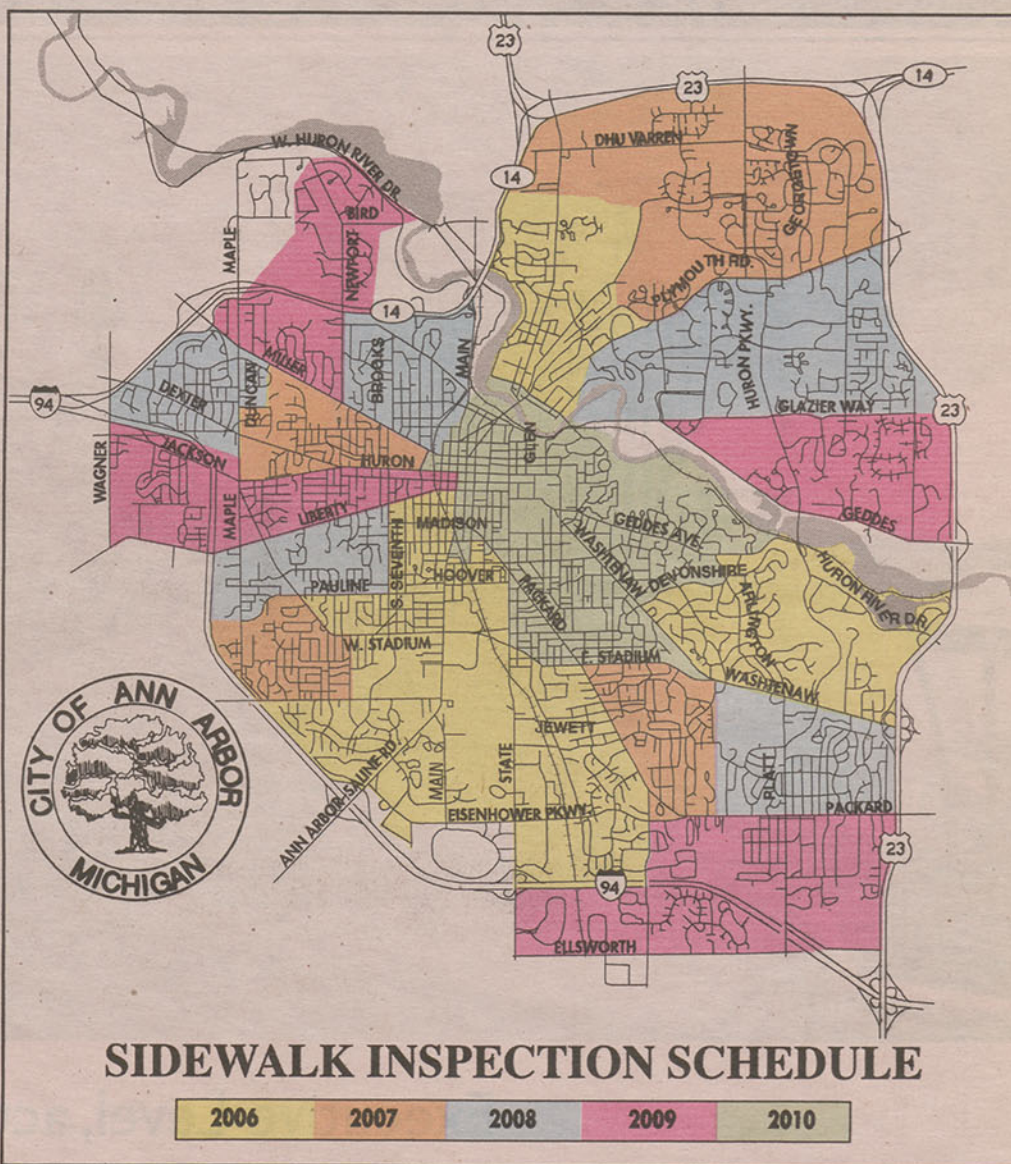 23
14
23
14
DHU VARREN
W. HURON RIVER DR.
GEORGETOWN
BIRD
NEWPORT
MAPLE
PLYMOUTH RD.
14
MILLER
BROOKS
MAIN
HURON PKWY.
DUNCAN
DEXTER
94
GLAZIER WAY
23
GLEN
WAGNER
JACKSON
HURON
MAPLE
LIBERTY
S. SEVENTH
MADISON
GEDDES AVE.
GEDDES
WASHTENAW
HOOVER
PAULINE
PACKARD
DEVONSHIRE
ARLINGTON
HURON RIVER DR.
W. STADIUM
E. STADIUM
WASHTENAW
CITY OF ANN ARBOR
MICHIGAN
JEWETT
STATE
MAIN
ANN ARBOR-SALINE RD.
EISENHOWER PKWY.
PLATT
PACKARD
23
94
ELLSWORTH
SIDEWALK INSPECTION SCHEDULE
2006 2007 2008 2009 2010